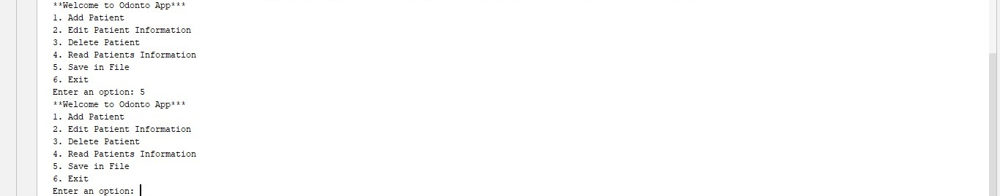 **Welcome to Odonto App***
1. Add Patient
2. Edit Patient Information
3. Delete Patient
4. Read Patients Information
5. Save in File
6. Exit
Enter an option: 5
**Welcome to Odonto App***
1. Add Patient
2. Edit Patient Information
3. Delete Patient
4. Read Patients Information
5. Save in File
6. Exit
Enter an option: